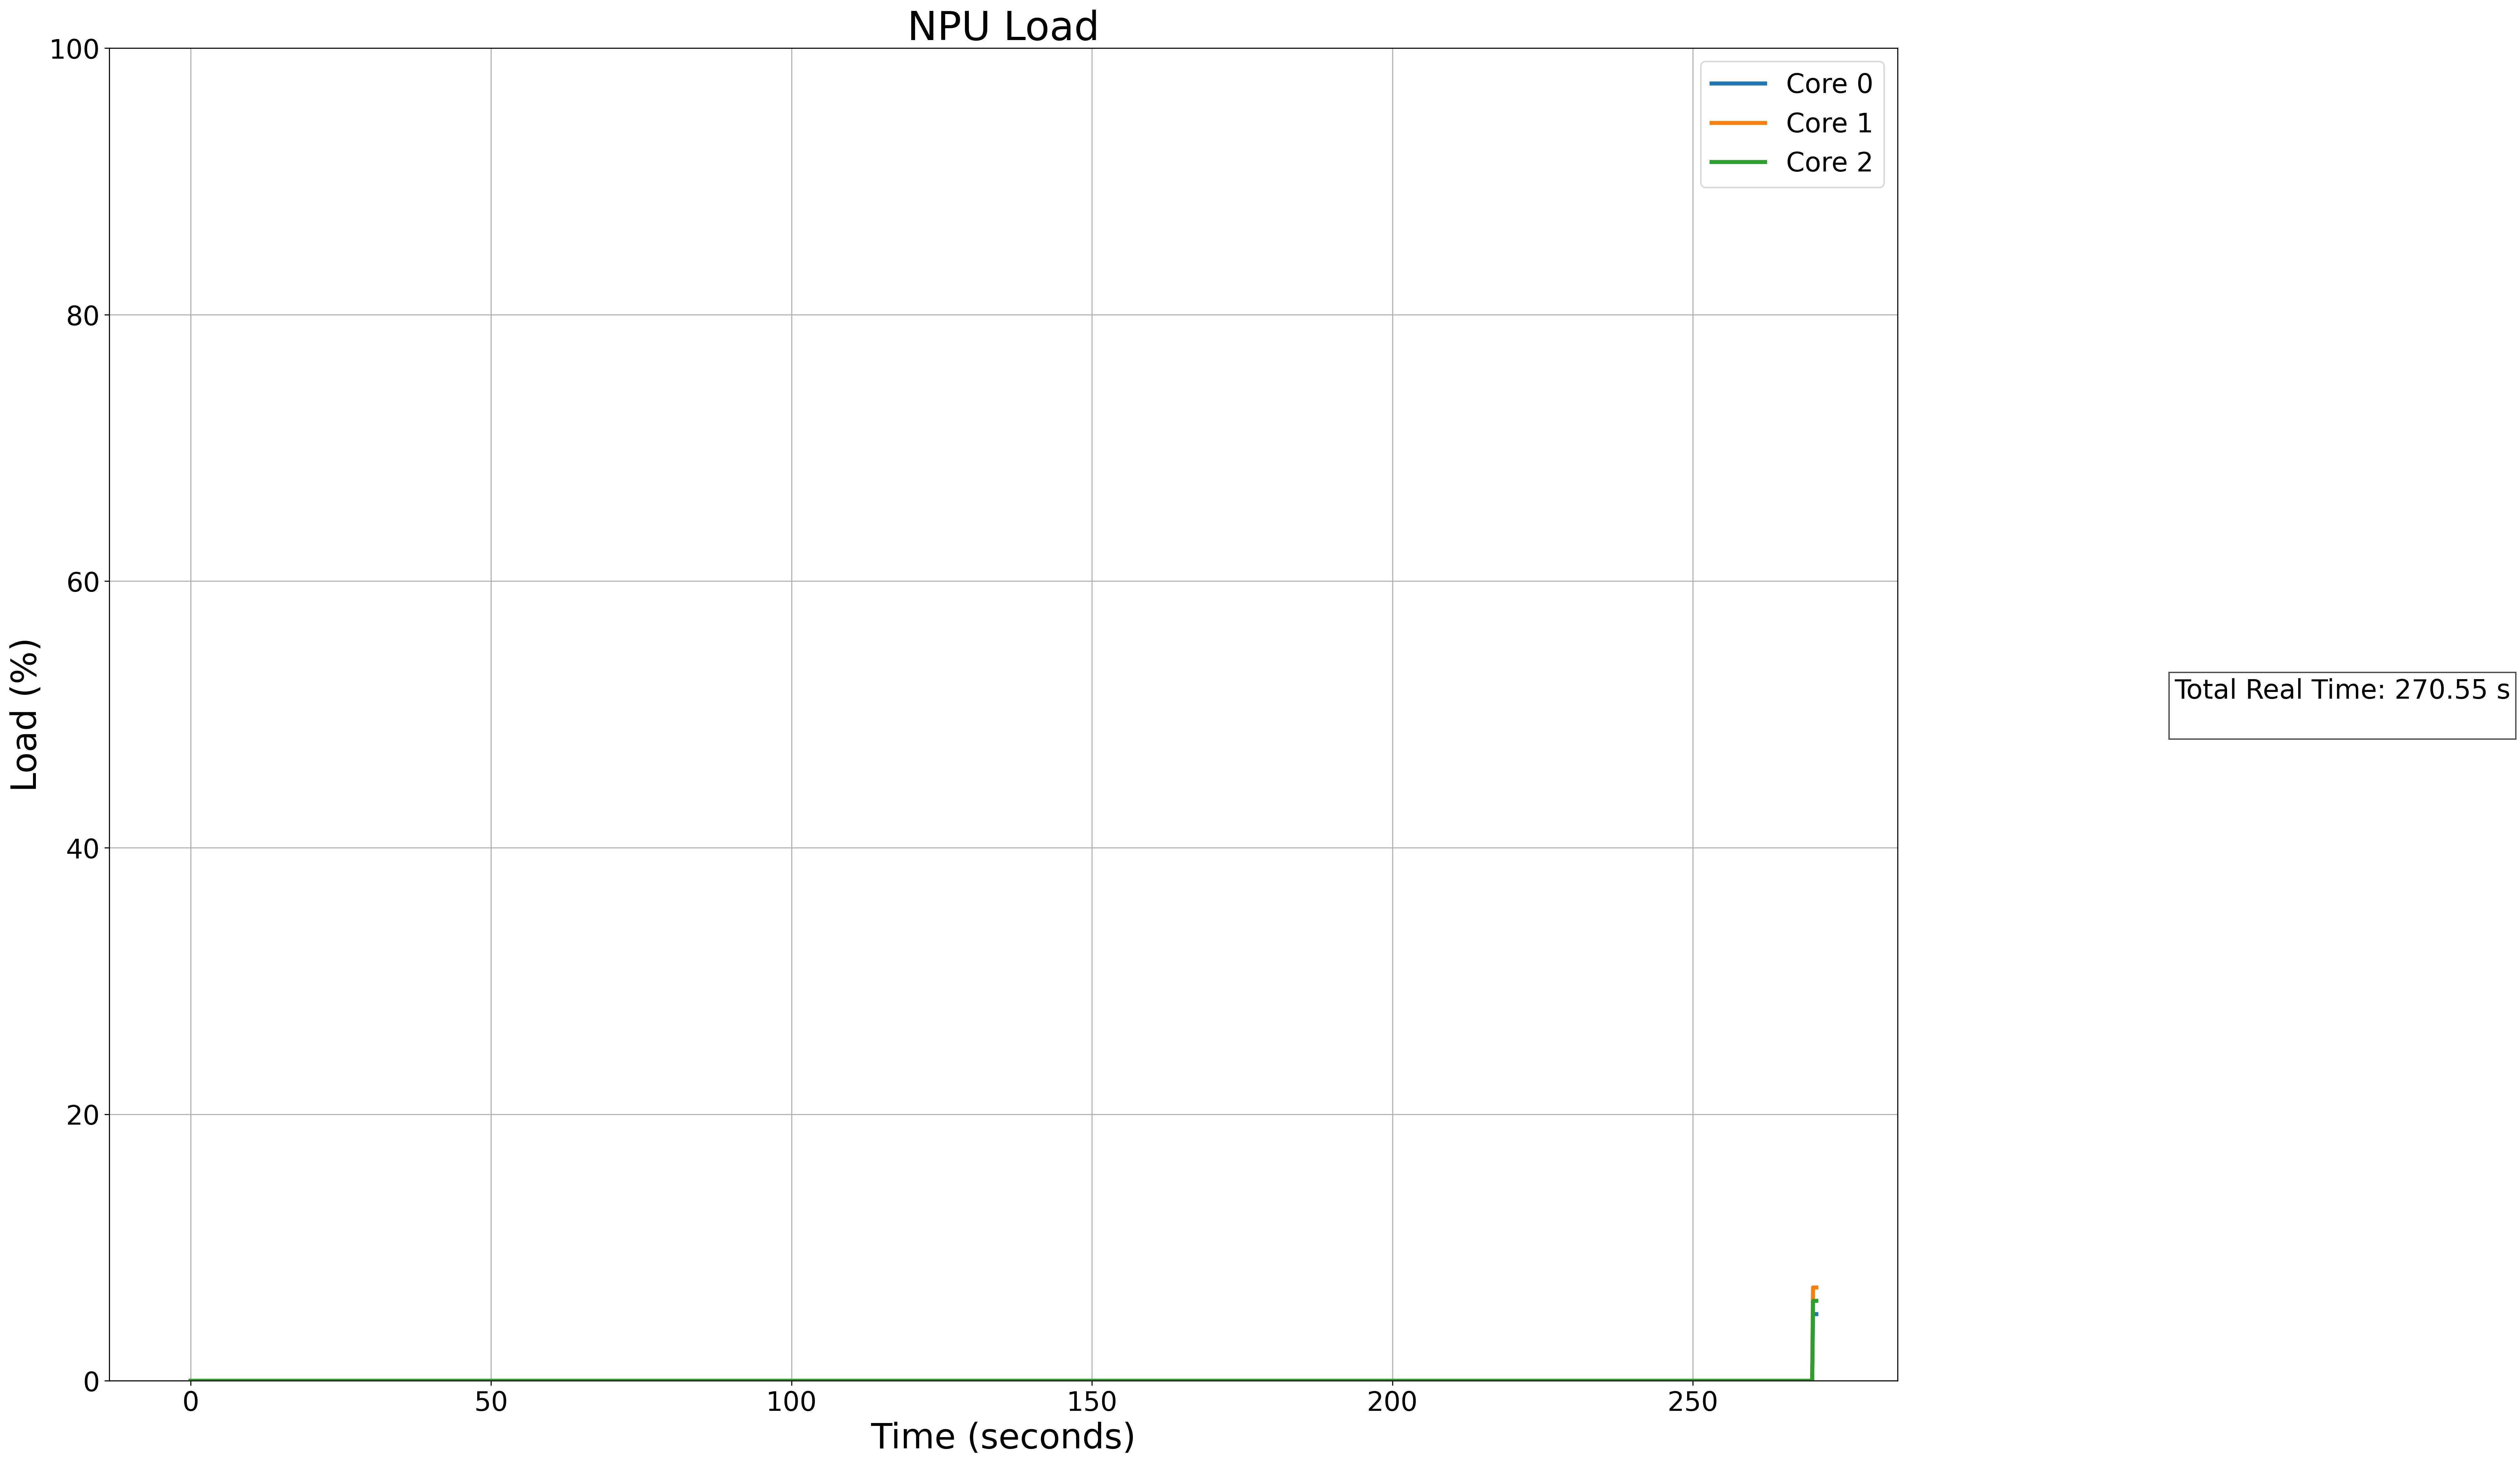 NPU Load
100
80
60
40
20
0
Load (%)
0 50 100 150 200 250
Time (seconds)
Core 0
Core 1
Core 2
Total Real Time: 270.55 s